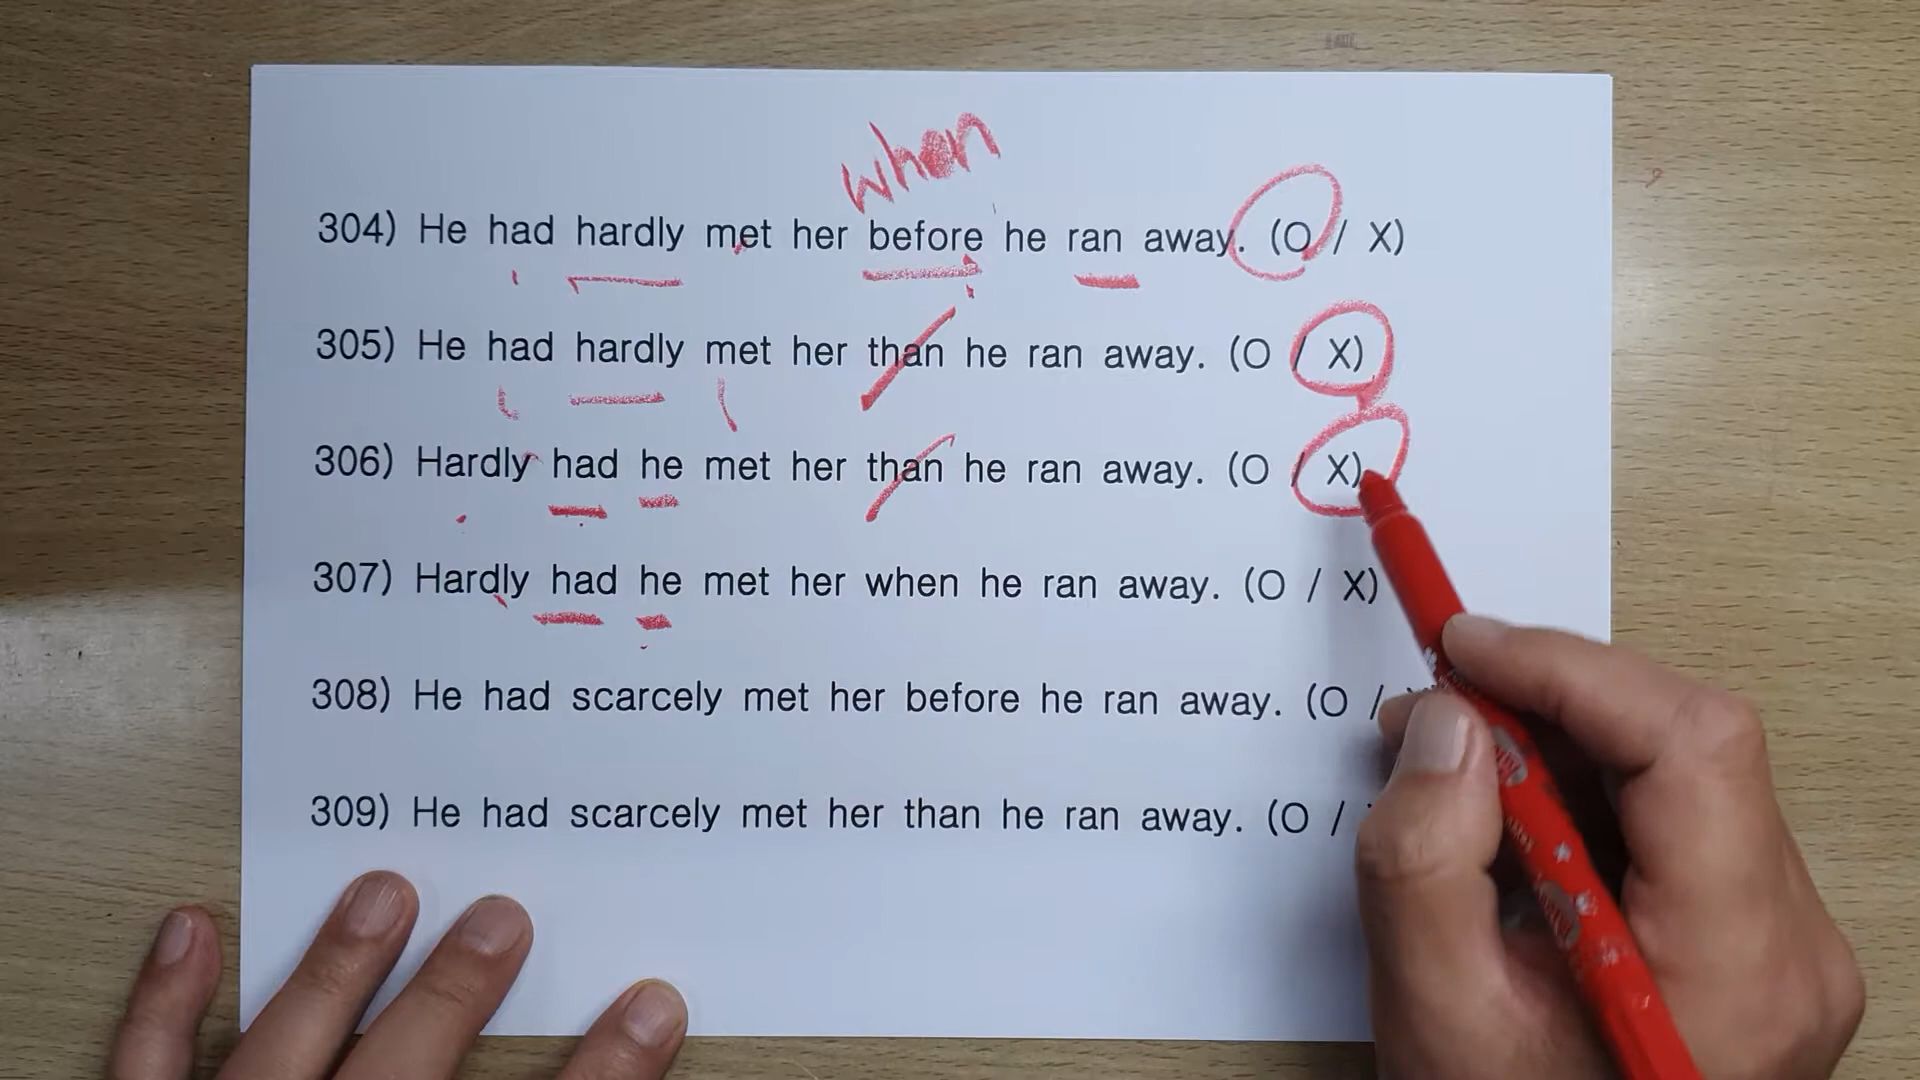 when
304) He had hardly met her before he ran away. (O / X)
305) He had hardly met her than he ran away. (O / X)
306) Hardly had he met her than he ran away. (O / X)
307) Hardly had he met her when he ran away. (O / X)
308) He had scarcely met her before he ran away. (O /
309) He had scarcely met her than he ran away. (O /